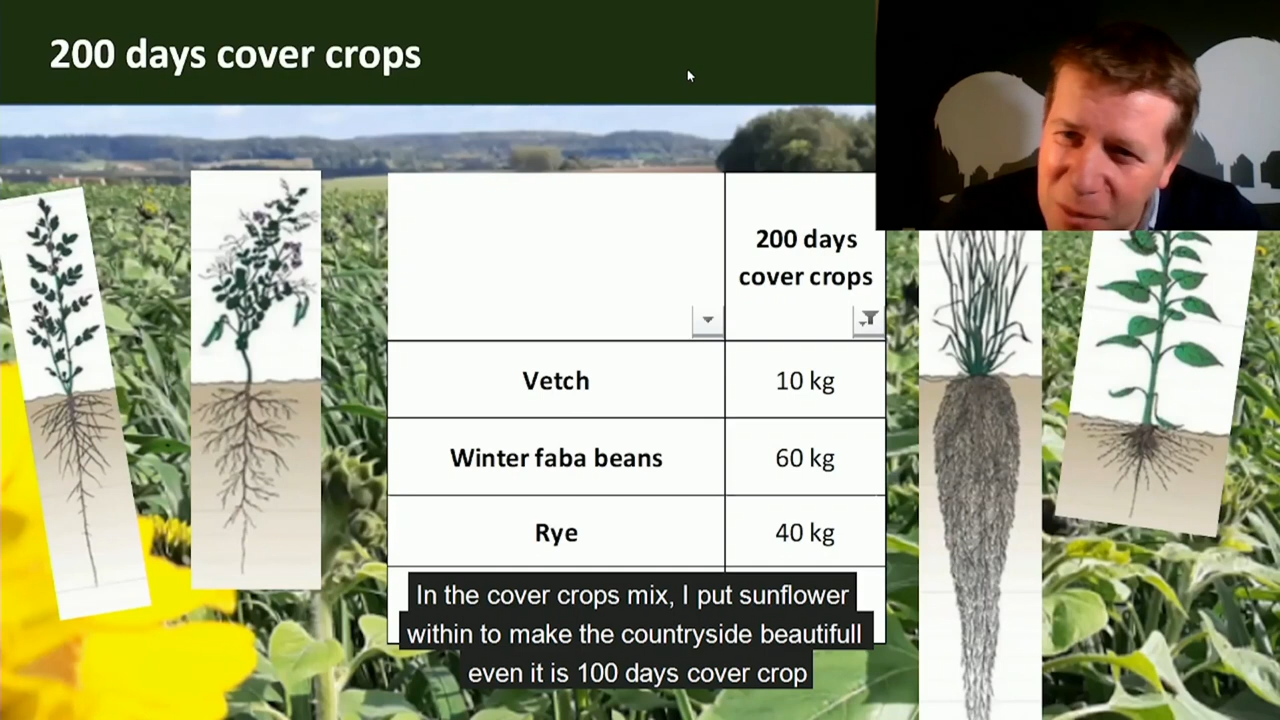 200 days cover crops
200 days
cover crops
Vetch
10 kg
Winter faba beans
60 kg
Rye
40 kg
In the cover crops mix, I put sunflower
within to make the countryside beautifull
even it is 100 days cover crop